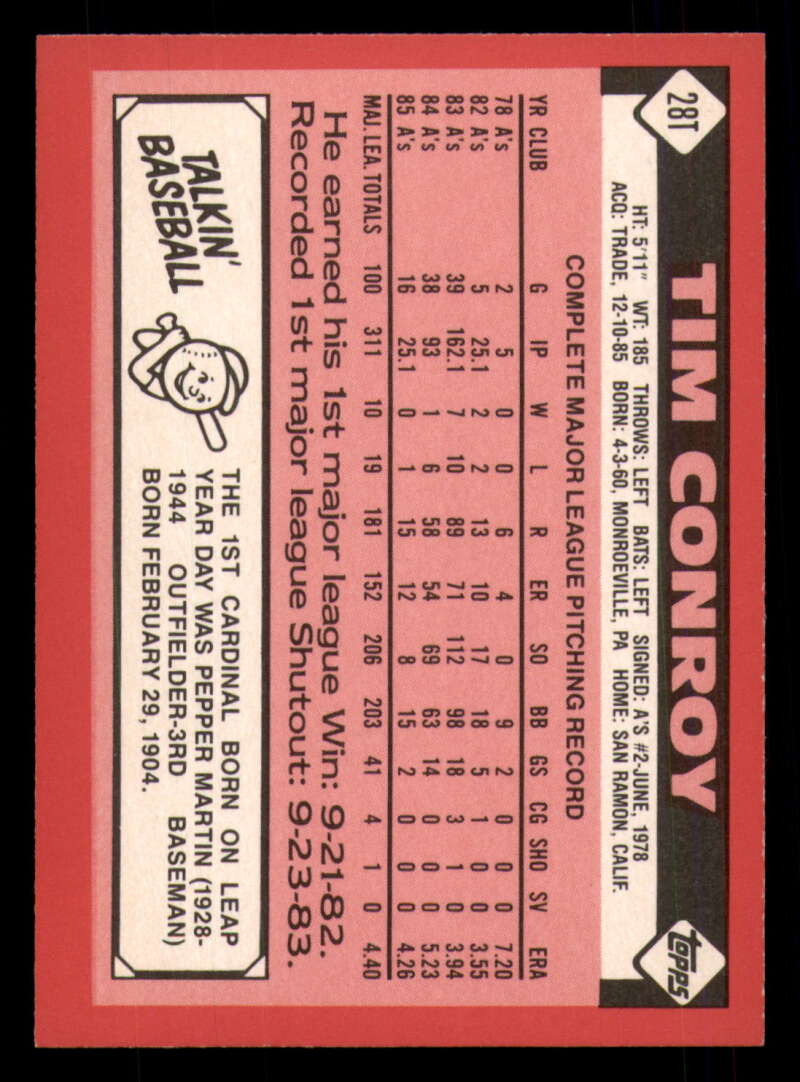 28T
TIM CONROY
topps
HT: 5'11" WT: 185 THROWS: LEFT BATS: LEFT SIGNED: A'S #2-JUNE, 1978
ACQ: TRADE, 12-10-85 BORN: 4-3-60, MONROEVILLE, PA HOME: SAN RAMON, CALIF.
COMPLETE MAJOR LEAGUE PITCHING RECORD
YR CLUB G IP W L R ER SO BB GS CG SHO SV ERA
78 A's 2 5 0 0 6 4 0 9 2 0 0 0 7.20
82 A's 5 25.1 2 2 13 10 17 18 5 1 0 0 3.55
83 A's 39 162.1 7 10 89 71 112 98 18 3 1 0 3.94
84 A's 38 93 1 6 58 54 69 63 14 0 0 0 5.23
85 A's 16 25.1 0 1 15 12 8 15 2 0 0 0 4.26
MAJ. LEA. TOTALS 100 311 10 19 181 152 206 203 41 4 1 0 4.40
He earned his 1st major league Win: 9-21-82.
Recorded 1st major league Shutout: 9-23-83.
TALKIN'
BASEBALL
THE 1ST CARDINAL BORN ON LEAP
YEAR DAY WAS PEPPER MARTIN (1928-
1944 OUTFIELDER-3RD BASEMAN)
BORN FEBRUARY 29, 1904.